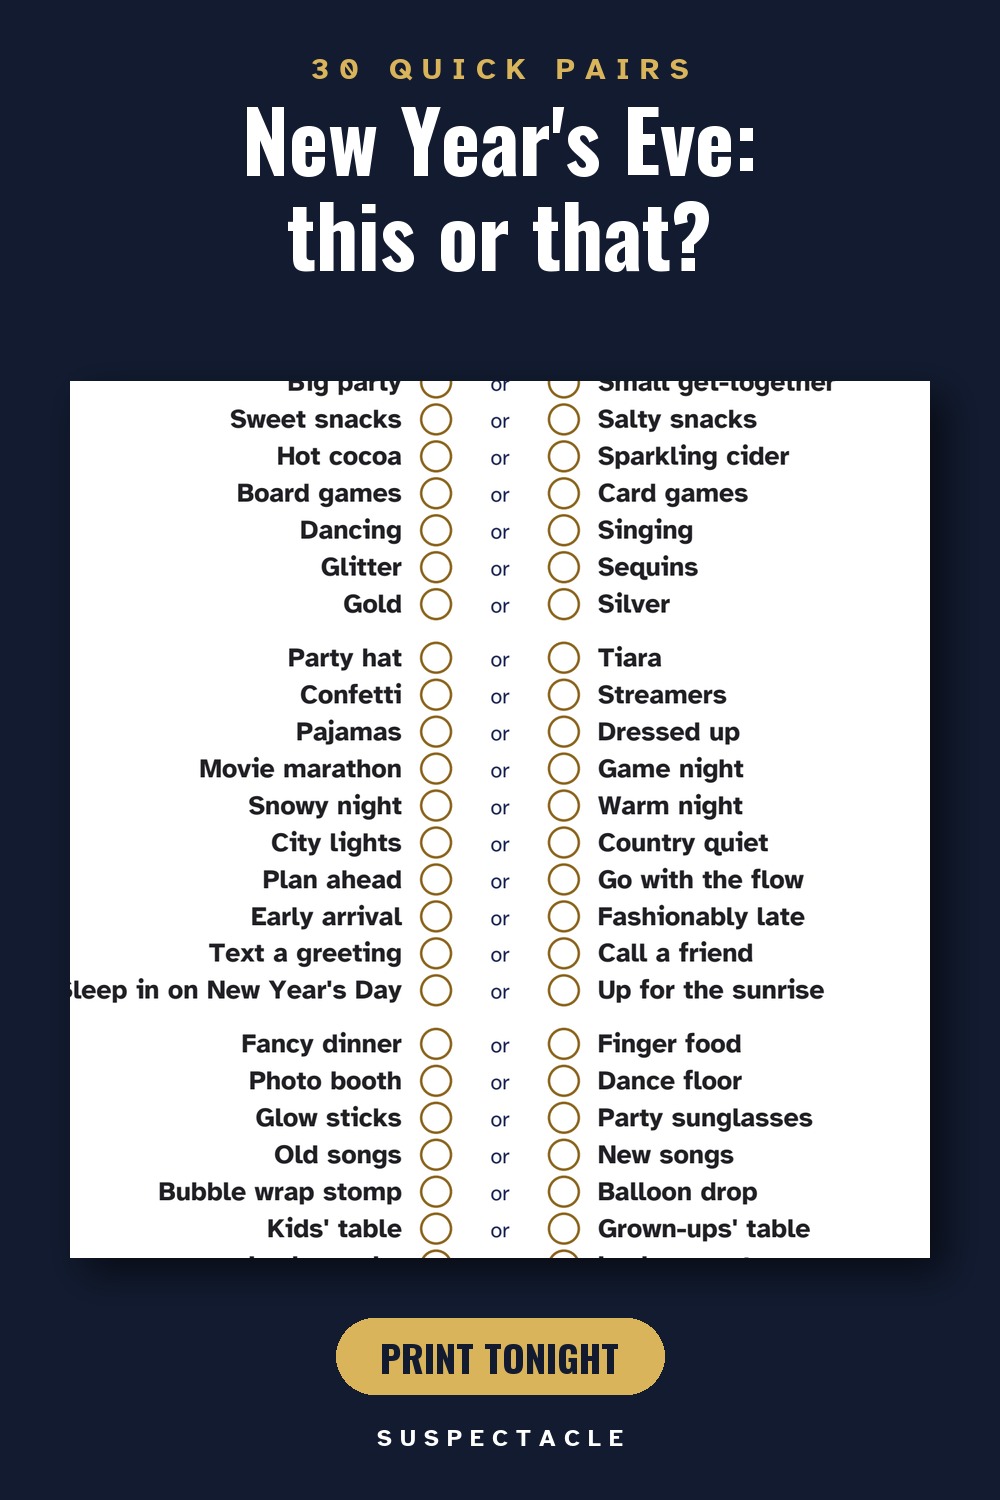 30 QUICK PAIRS
New Year's Eve:
this or that?
Big party or Small get-together
Sweet snacks or Salty snacks
Hot cocoa or Sparkling cider
Board games or Card games
Dancing or Singing
Glitter or Sequins
Gold or Silver
Party hat or Tiara
Confetti or Streamers
Pajamas or Dressed up
Movie marathon or Game night
Snowy night or Warm night
City lights or Country quiet
Plan ahead or Go with the flow
Early arrival or Fashionably late
Text a greeting or Call a friend
Sleep in on New Year's Day or Up for the sunrise
Fancy dinner or Finger food
Photo booth or Dance floor
Glow sticks or Party sunglasses
Old songs or New songs
Bubble wrap stomp or Balloon drop
Kids' table or Grown-ups' table
PRINT TONIGHT
SUSPECTACLE